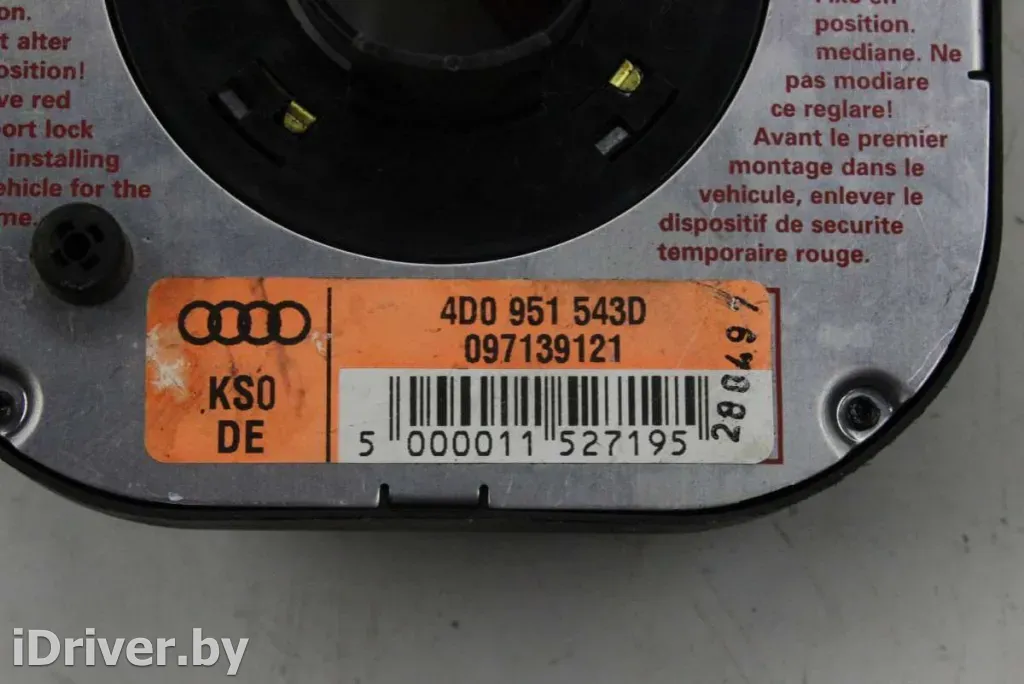 on.
t alter
osition!
ve red
ort lock
installing
ehicle for the
me.
position.
mediane. Ne
pas modiare
ce reglare!
Avant le premier
montage dans le
vehicule, enlever le
dispositif de securite
temporaire rouge.
4D0 951 543D
097139121
KS0
DE
5 000011 527195
280497
iDriver.by